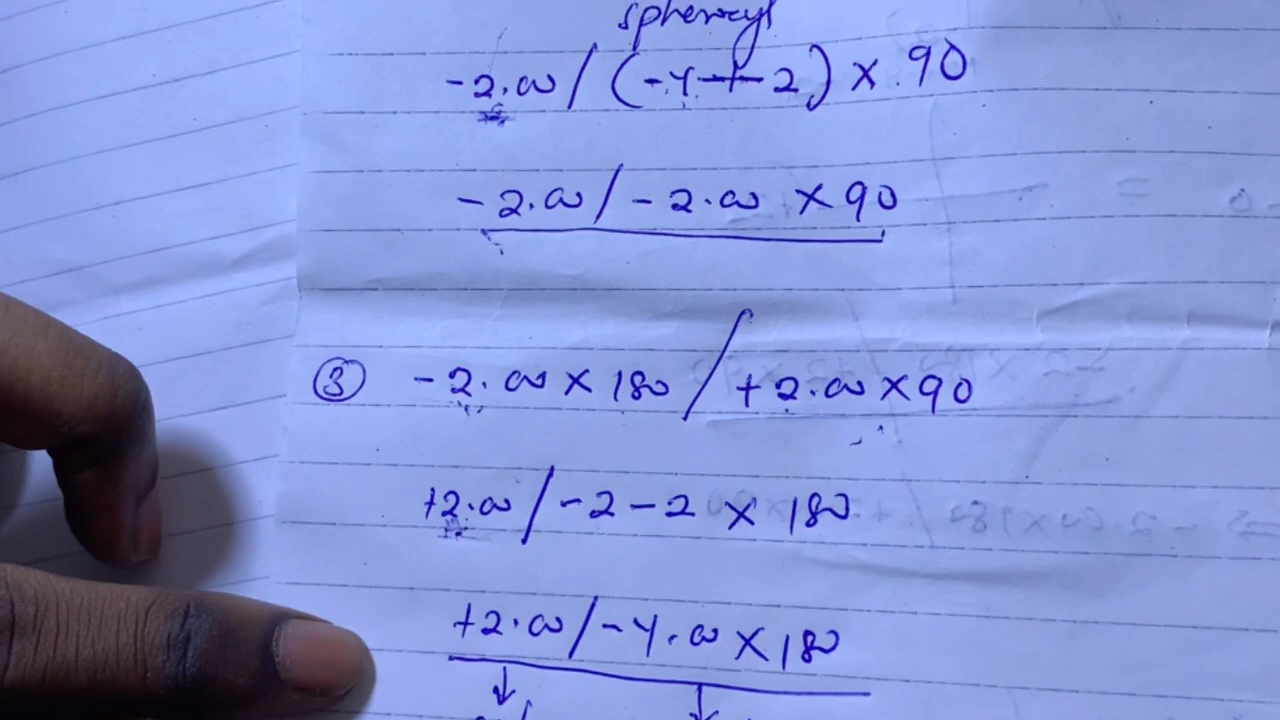 spherical
-2.00 / (-4+2) × 90
-2.00 / -2.00 × 90
③ -2.00 × 180 / +2.00 × 90
+2.00 / -2-2 × 180
+2.00 / -4.00 × 180
↓ ↓